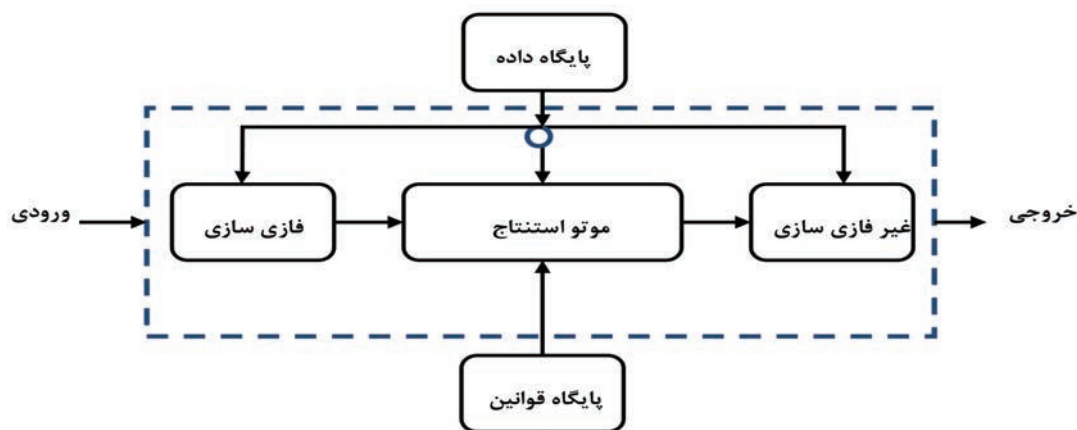 پایگاه داده
ورودی
فازی سازی
موتو استنتاج
غیر فازی سازی
خروجی
پایگاه قوانین